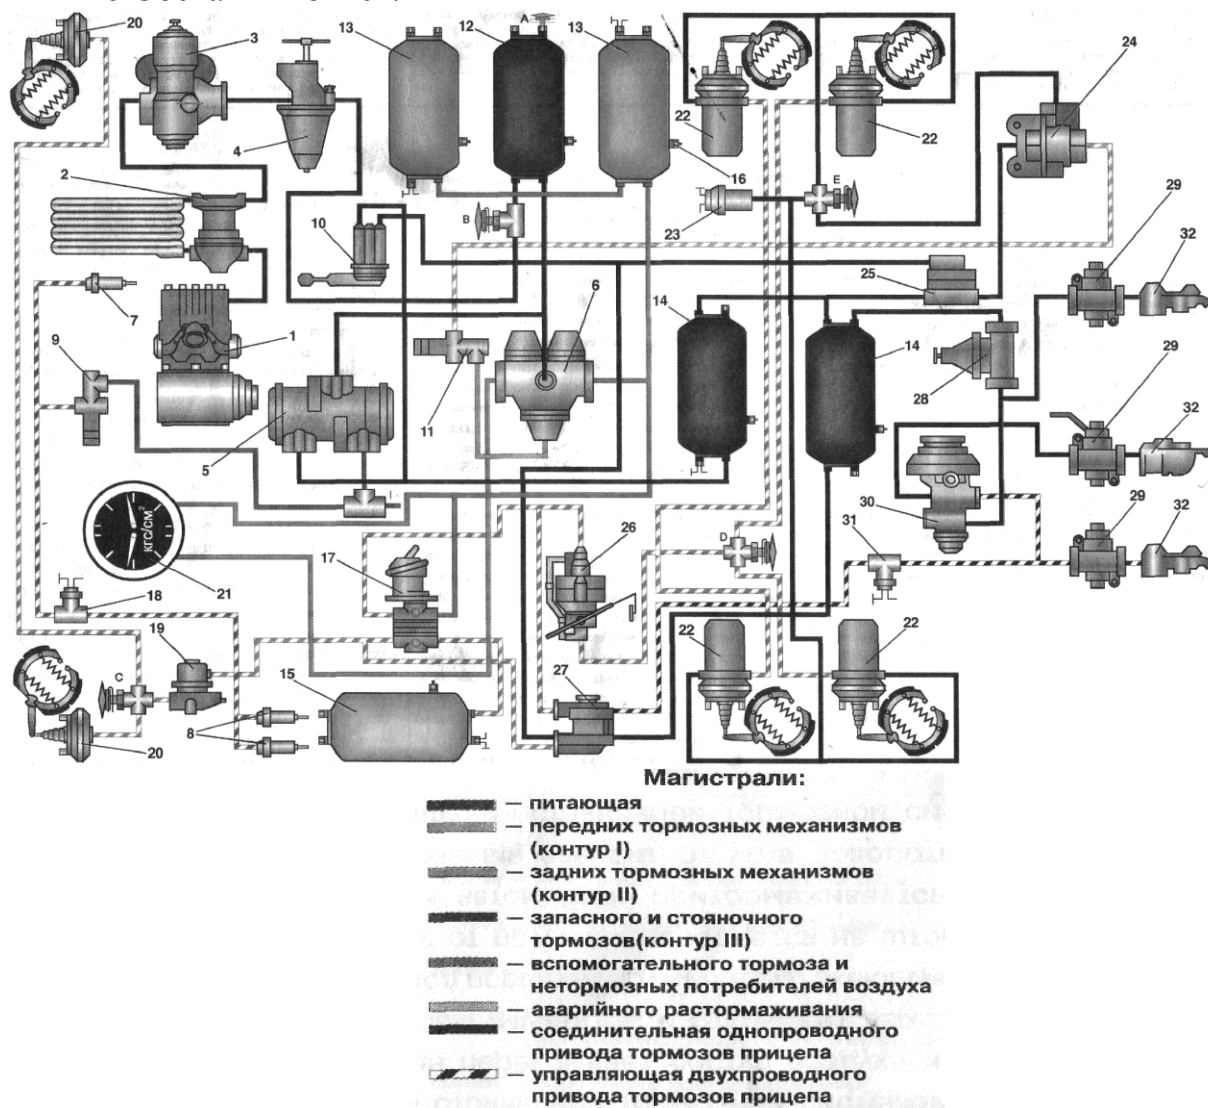 20
3
13
12
A
13
24
22
22
4
2
16
E
29
B
23
32
10
25
7
6
14
1
9
14
28
11
29
32
5
I
КГС/СМ²
30
29
32
26
D
31
17
21
18
19
22
22
C
15
27
8
20
Магистрали:
— питающая
— передних тормозных механизмов
(контур I)
— задних тормозных механизмов
(контур II)
— запасного и стояночного
тормозов(контур III)
— вспомогательного тормоза и
нетормозных потребителей воздуха
— аварийного растормаживания
— соединительная однопроводного
привода тормозов прицепа
— управляющая двухпроводного
привода тормозов прицепа